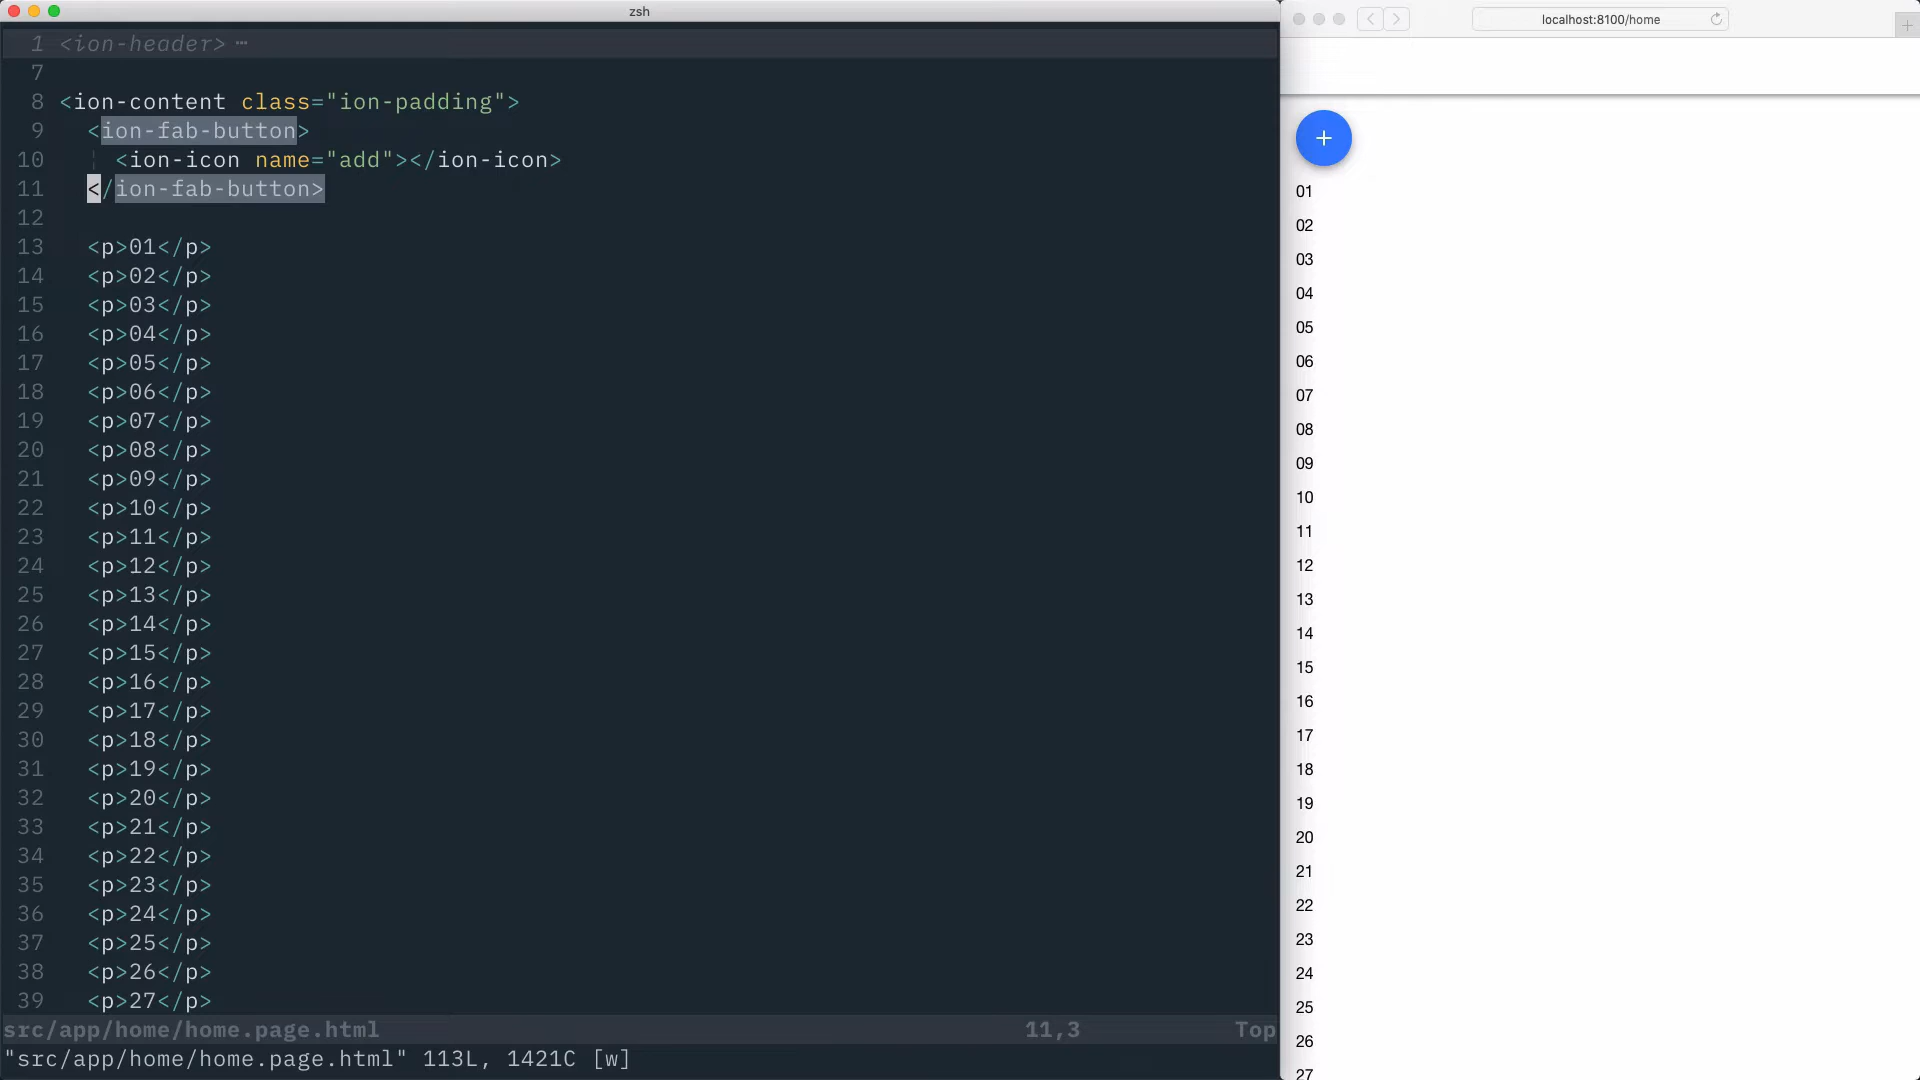 zsh
1 <ion-header> ⋯
7
8 <ion-content class="ion-padding">
9 <ion-fab-button>
10 <ion-icon name="add"></ion-icon>
11 </ion-fab-button>
12
13 <p>01</p>
14 <p>02</p>
15 <p>03</p>
16 <p>04</p>
17 <p>05</p>
18 <p>06</p>
19 <p>07</p>
20 <p>08</p>
21 <p>09</p>
22 <p>10</p>
23 <p>11</p>
24 <p>12</p>
25 <p>13</p>
26 <p>14</p>
27 <p>15</p>
28 <p>16</p>
29 <p>17</p>
30 <p>18</p>
31 <p>19</p>
32 <p>20</p>
33 <p>21</p>
34 <p>22</p>
35 <p>23</p>
36 <p>24</p>
37 <p>25</p>
38 <p>26</p>
39 <p>27</p>
src/app/home/home.page.html 11,3 Top
"src/app/home/home.page.html" 113L, 1421C [w]
localhost:8100/home
01
02
03
04
05
06
07
08
09
10
11
12
13
14
15
16
17
18
19
20
21
22
23
24
25
26
27